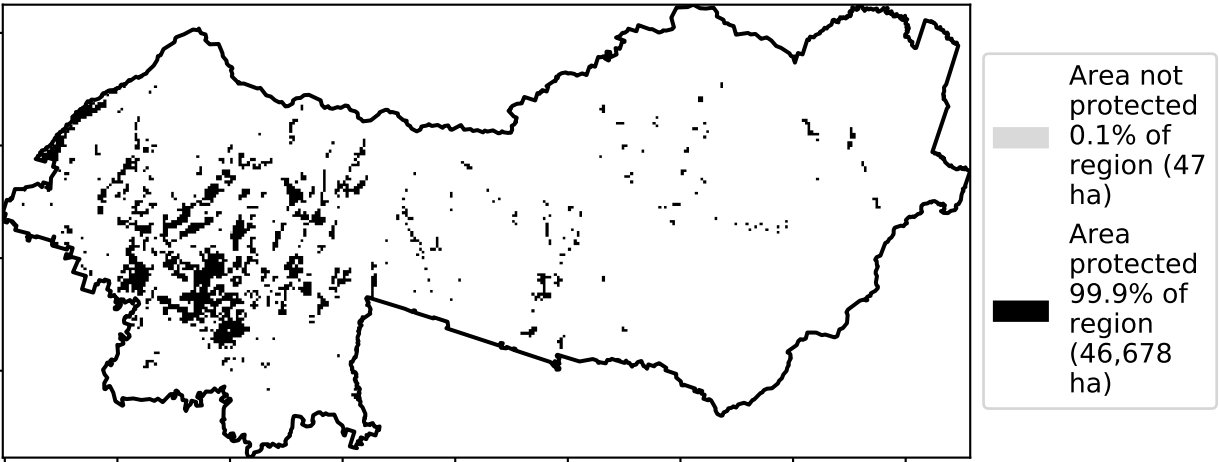 Area not
protected
0.1% of
region (47
ha)
Area
protected
99.9% of
region
(46,678
ha)